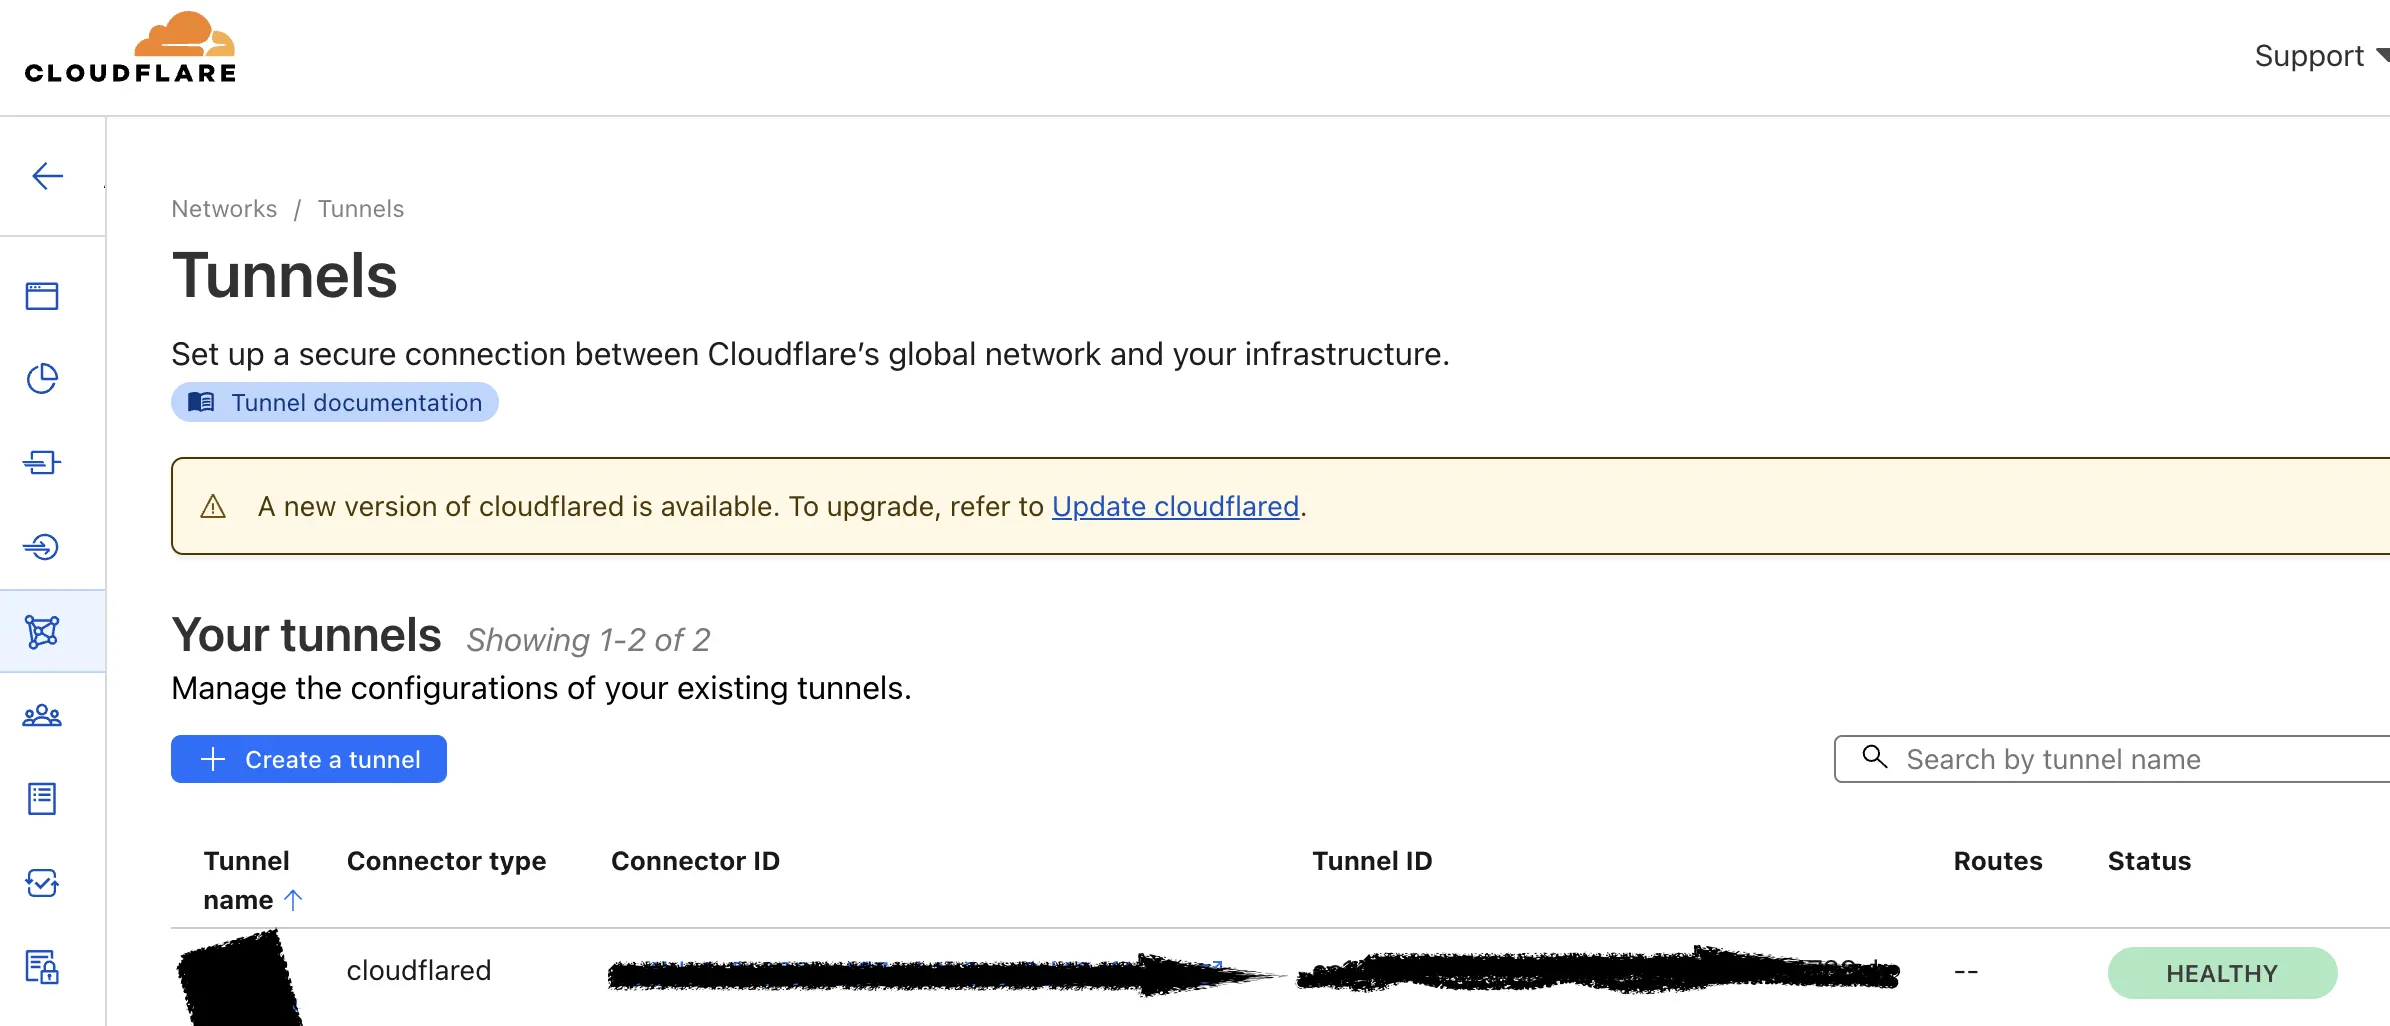 CLOUDFLARE
Support
Networks / Tunnels
Tunnels
Set up a secure connection between Cloudflare’s global network and your infrastructure.
Tunnel documentation
A new version of cloudflared is available. To upgrade, refer to Update cloudflared.
Your tunnels Showing 1-2 of 2
Manage the configurations of your existing tunnels.
Create a tunnel
Search by tunnel name
Tunnel name Connector type Connector ID Tunnel ID Routes Status
cloudflared -- HEALTHY